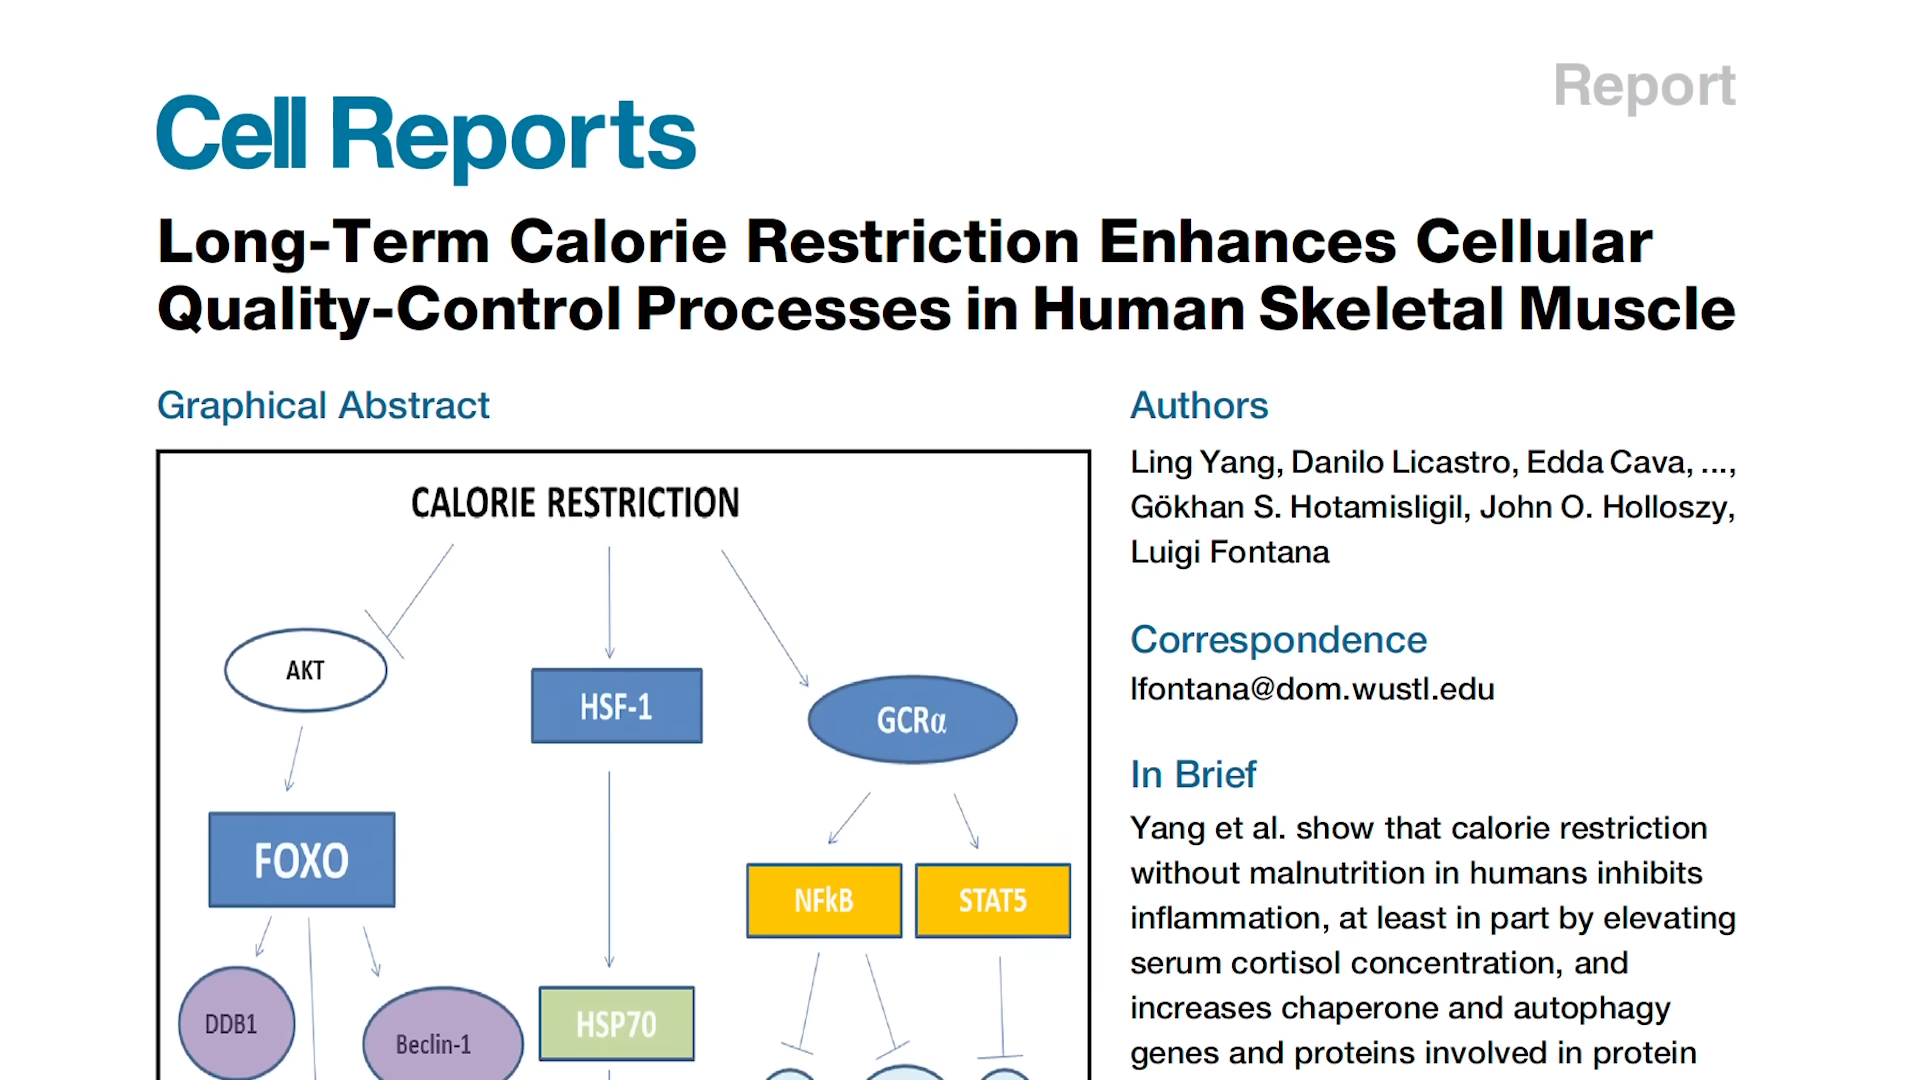 Report
Cell Reports
Long-Term Calorie Restriction Enhances Cellular
Quality-Control Processes in Human Skeletal Muscle
Graphical Abstract
CALORIE RESTRICTION
AKT
HSF-1
GCRα
FOXO
NFkB
STAT5
DDB1
Beclin-1
HSP70
Authors
Ling Yang, Danilo Licastro, Edda Cava, ...,
Gökhan S. Hotamisligil, John O. Holloszy,
Luigi Fontana
Correspondence
lfontana@dom.wustl.edu
In Brief
Yang et al. show that calorie restriction
without malnutrition in humans inhibits
inflammation, at least in part by elevating
serum cortisol concentration, and
increases chaperone and autophagy
genes and proteins involved in protein